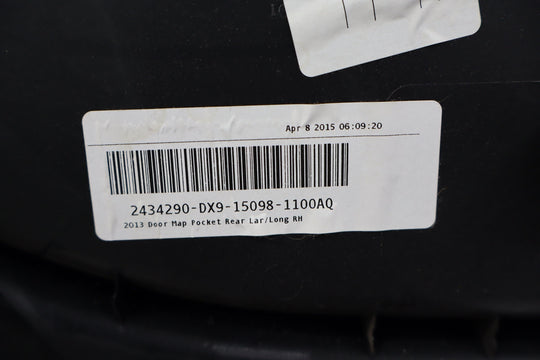 Apr 8 2015 06:09:20
2434290-DX9-15098-1100AQ
2013 Door Map Pocket Rear Lar/Long RH